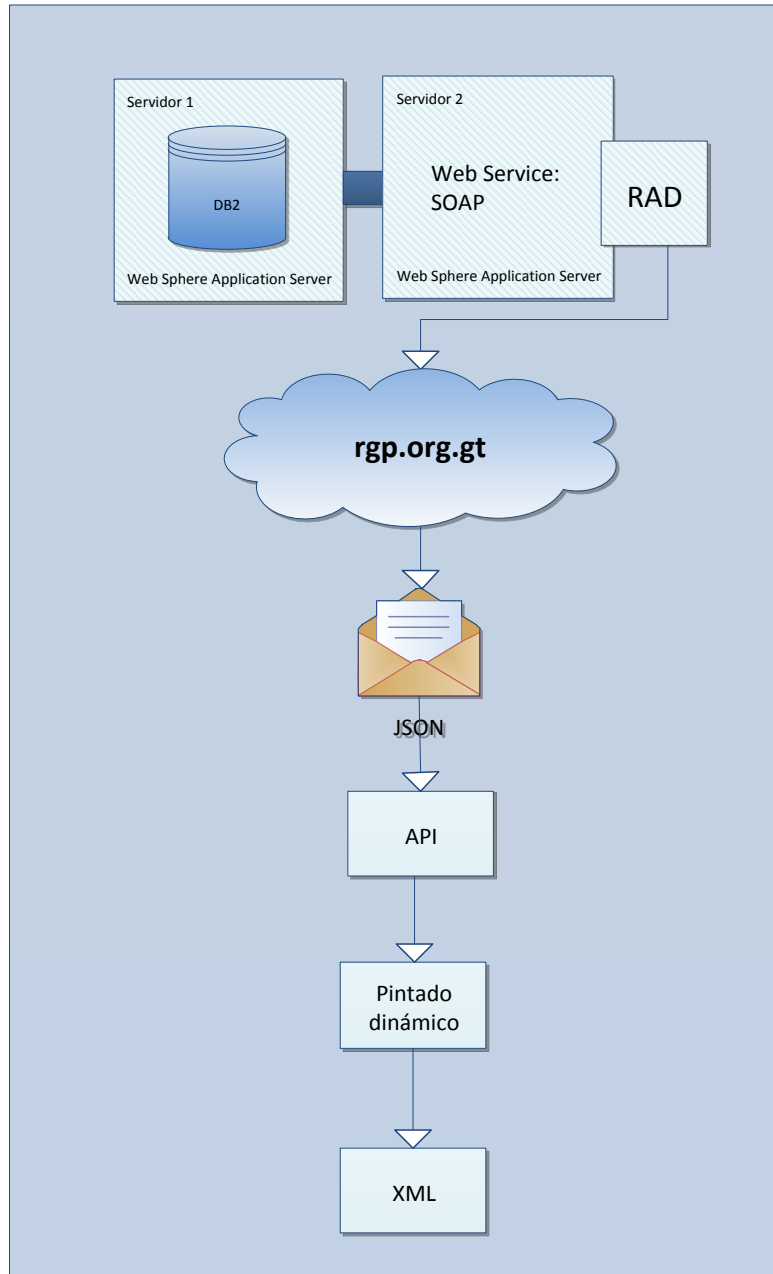 Servidor 1
DB2
Web Sphere Application Server
Servidor 2
Web Service:
SOAP
Web Sphere Application Server
RAD
rgp.org.gt
JSON
API
Pintado
dinámico
XML